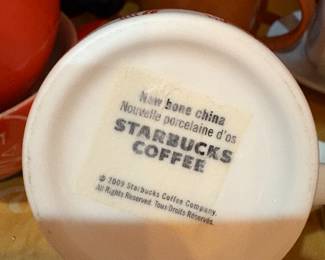 New bone china
Nouvelle porcelaine d'os
STARBUCKS
COFFEE
© 2009 Starbucks Coffee Company.
All Rights Reserved. Tous Droits Réservés.